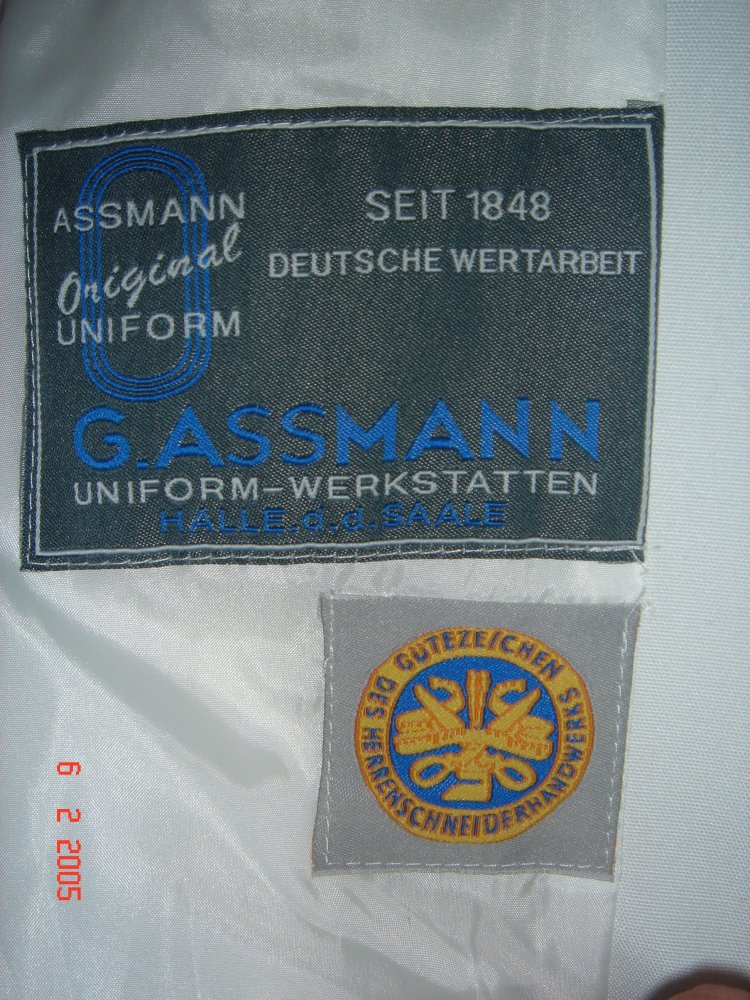 ASSMANN
Original
UNIFORM
SEIT 1848
DEUTSCHE WERTARBEIT
G.ASSMANN
UNIFORM-WERKSTATTEN
HALLE.d.d.SAALE
GÜTEZEICHEN
DES HERRENSCHNEIDERHANDWERKS
6 2 2005